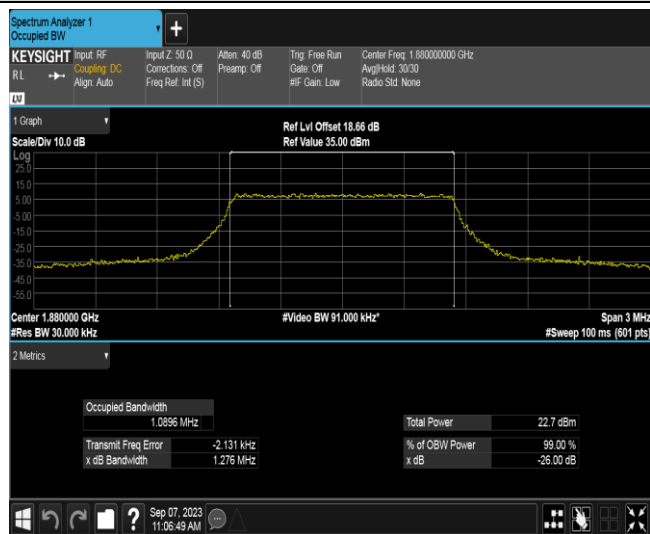 Spectrum Analyzer 1
Occupied BW
KEYSIGHT
RL
LXI
Input: RF
Coupling: DC
Align: Auto
Input Z: 50 Ω
Corrections: Off
Freq Ref: Int (S)
Atten: 40 dB
Preamp: Off
Trig: Free Run
Gate: Off
#IF Gain: Low
Center Freq: 1.880000000 GHz
Avg|Hold: 30/30
Radio Std: None
1 Graph
Scale/Div 10.0 dB
Ref Lvl Offset 18.66 dB
Ref Value 35.00 dBm
Log
25.0
15.0
5.00
-5.00
-15.0
-25.0
-35.0
-45.0
-55.0
Center 1.880000 GHz
#Video BW 91.000 kHz*
Span 3 MHz
#Res BW 30.000 kHz
#Sweep 100 ms (601 pts)
2 Metrics
Occupied Bandwidth
1.0896 MHz
Total Power 22.7 dBm
Transmit Freq Error -2.131 kHz
% of OBW Power 99.00 %
x dB Bandwidth 1.276 MHz
x dB -26.00 dB
?
Sep 07, 2023
11:06:49 AM